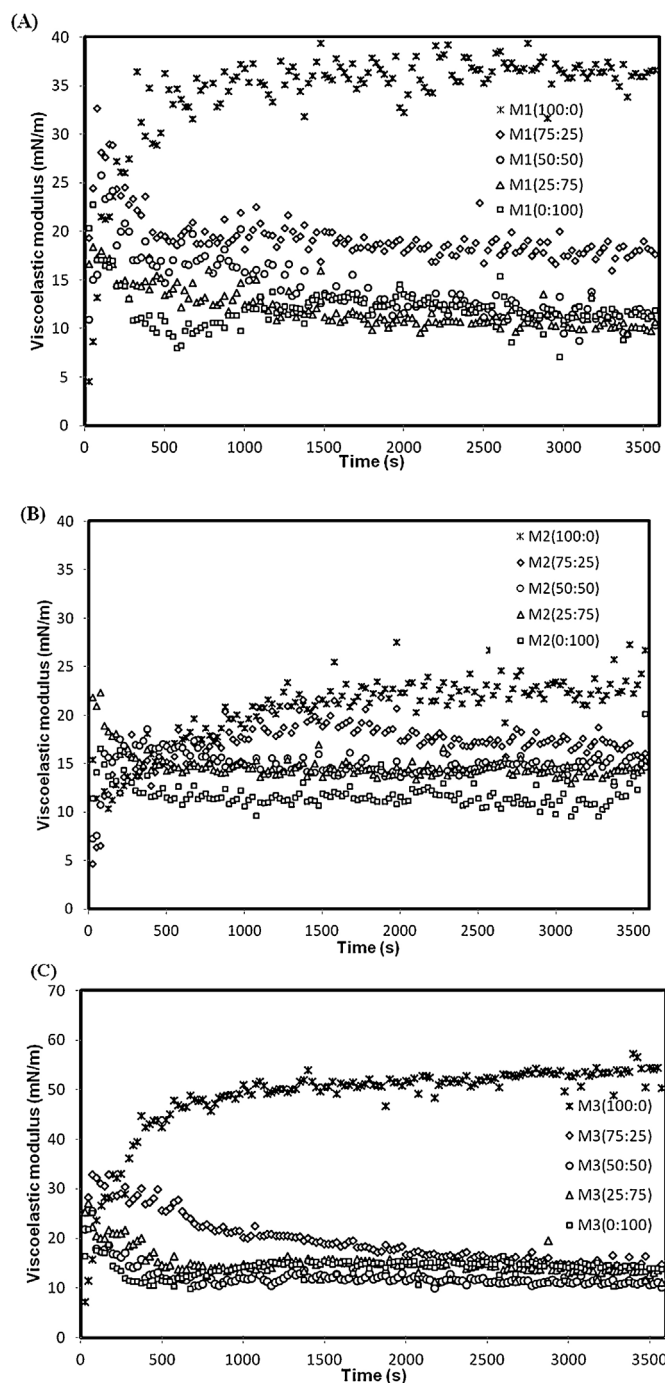 (A)
40
35
30
25
20
15
10
5
0
Viscoelastic modulus (mN/m)
M1(100:0)
M1(75:25)
M1(50:50)
M1(25:75)
M1(0:100)
0 500 1000 1500 2000 2500 3000 3500
Time (s)
(B)
40
35
30
25
20
15
10
5
0
Viscoelastic modulus (mN/m)
M2(100:0)
M2(75:25)
M2(50:50)
M2(25:75)
M2(0:100)
0 500 1000 1500 2000 2500 3000 3500
Time (s)
(C)
70
60
50
40
30
20
10
0
Viscoelastic modulus (mN/m)
M3(100:0)
M3(75:25)
M3(50:50)
M3(25:75)
M3(0:100)
0 500 1000 1500 2000 2500 3000 3500
Time (s)